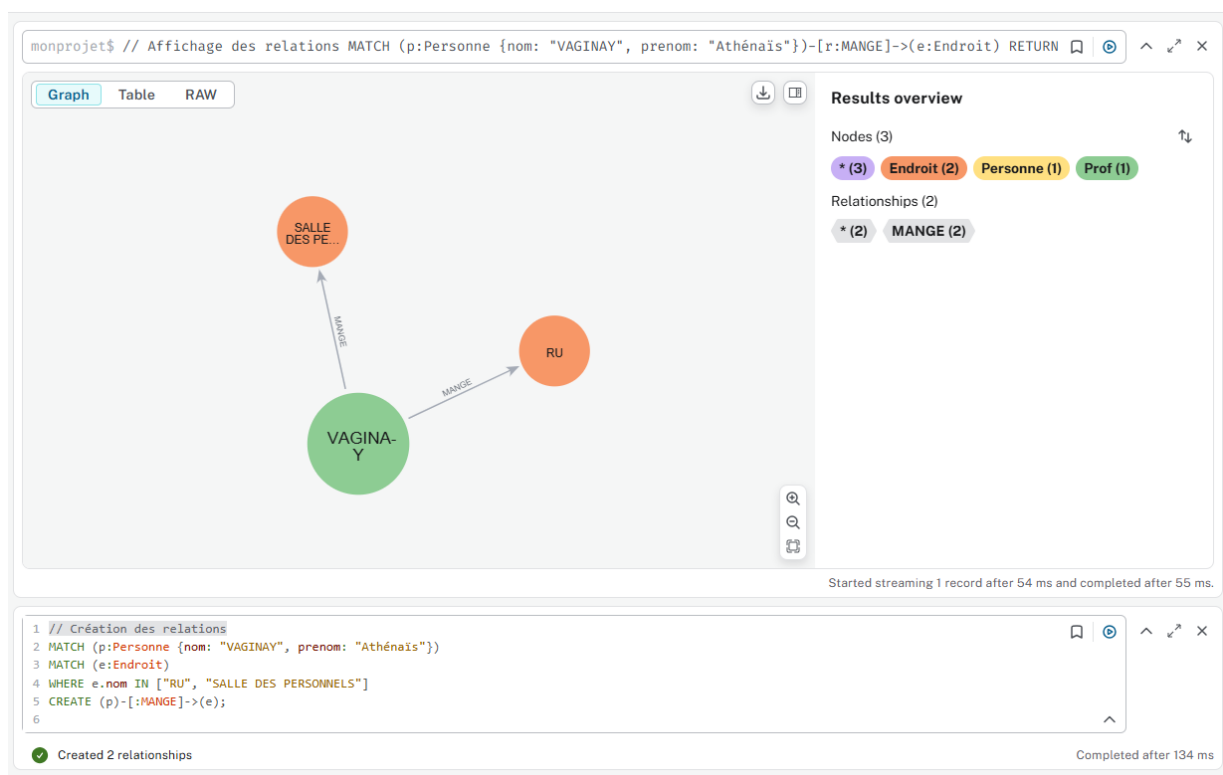 monprojet$ // Affichage des relations MATCH (p:Personne {nom: "VAGINAY", prenom: "Athénaïs"})-[r:MANGE]->(e:Endroit) RETURN
Graph Table RAW
Results overview
Nodes (3)
* (3) Endroit (2) Personne (1) Prof (1)
Relationships (2)
* (2) MANGE (2)
SALLE
DES PE...
MANGE
RU
MANGE
VAGINA-
Y
Started streaming 1 record after 54 ms and completed after 55 ms.
1 // Création des relations
2 MATCH (p:Personne {nom: "VAGINAY", prenom: "Athénaïs"})
3 MATCH (e:Endroit)
4 WHERE e.nom IN ["RU", "SALLE DES PERSONNELS"]
5 CREATE (p)-[:MANGE]->(e);
6
Created 2 relationships
Completed after 134 ms